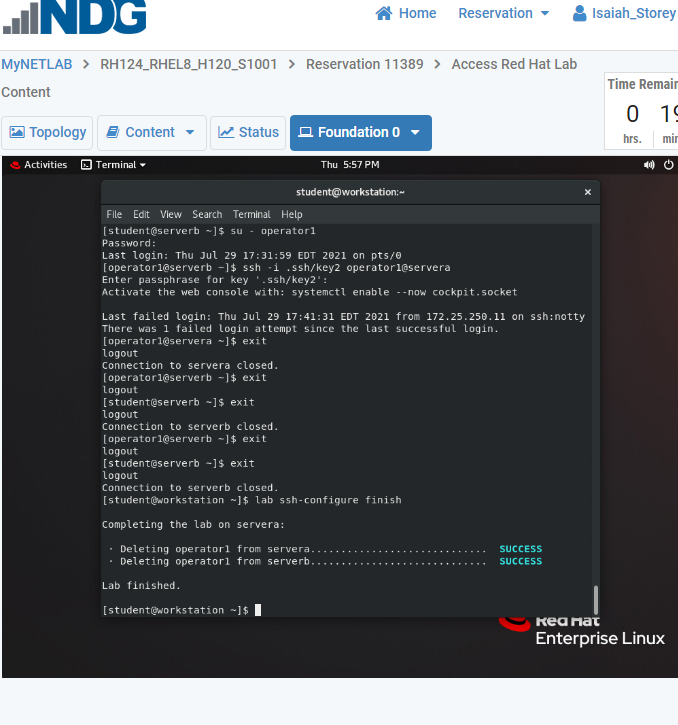 NDG
Home Reservation Isaiah_Storey
MyNETLAB > RH124_RHEL8_H120_S1001 > Reservation 11389 > Access Red Hat Lab
Content
Time Remain
0 19
hrs. min
Topology Content Status Foundation 0
Activities Terminal Thu 5:57 PM
student@workstation:~ ×
File Edit View Search Terminal Help
[student@serverb ~]$ su - operator1
Password:
Last login: Thu Jul 29 17:31:59 EDT 2021 on pts/0
[operator1@serverb ~]$ ssh -i .ssh/key2 operator1@servera
Enter passphrase for key '.ssh/key2':
Activate the web console with: systemctl enable --now cockpit.socket
Last failed login: Thu Jul 29 17:41:31 EDT 2021 from 172.25.250.11 on ssh:notty
There was 1 failed login attempt since the last successful login.
[operator1@servera ~]$ exit
logout
Connection to servera closed.
[operator1@serverb ~]$ exit
logout
[student@serverb ~]$ exit
logout
Connection to serverb closed.
[operator1@serverb ~]$ exit
logout
[student@serverb ~]$ exit
logout
Connection to serverb closed.
[student@workstation ~]$ lab ssh-configure finish
Completing the lab on servera:
· Deleting operator1 from servera............................. SUCCESS
· Deleting operator1 from serverb............................. SUCCESS
Lab finished.
[student@workstation ~]$
Red Hat
Enterprise Linux